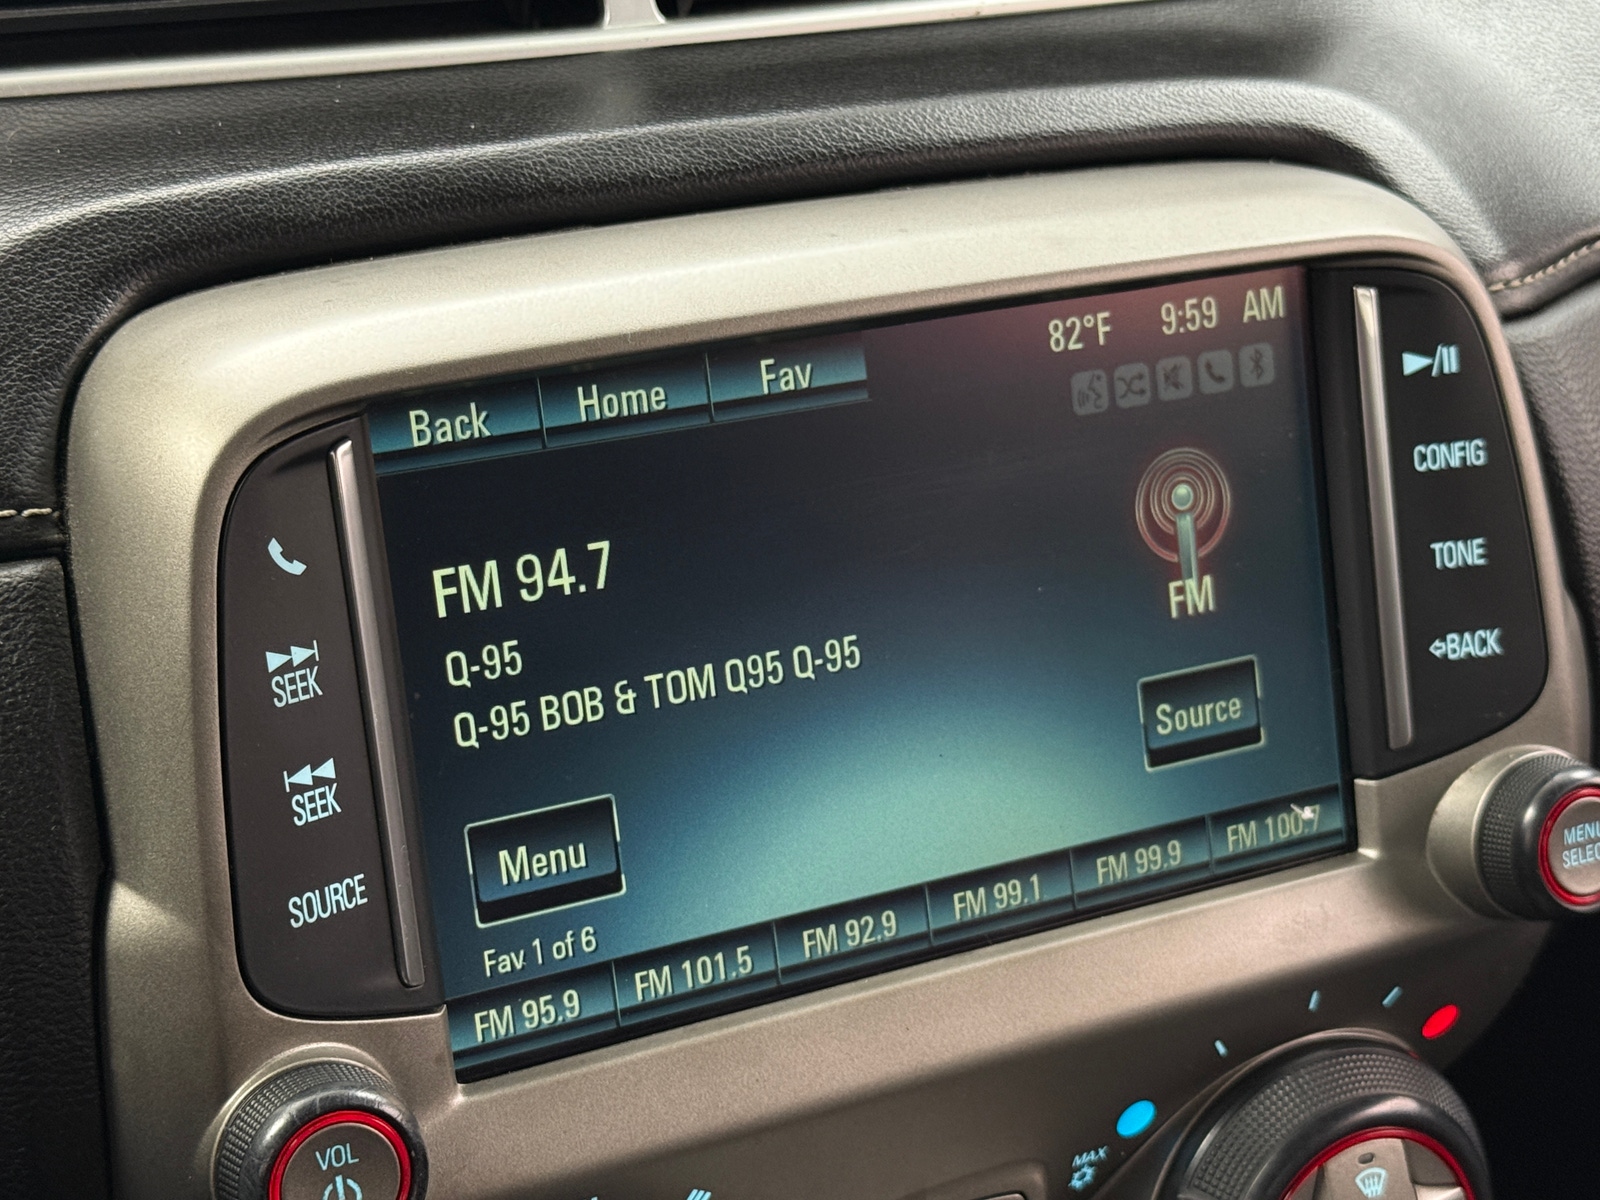 82°F 9:59 AM
Back Home Fav
FM 94.7
Q-95
Q-95 BOB & TOM Q95 Q-95
FM
Source
Menu
Fav 1 of 6
FM 95.9 FM 101.5 FM 92.9 FM 99.1 FM 99.9 FM 100.7
SEEK
SEEK
SOURCE
CONFIG
TONE
BACK
MENU
SELECT
VOL
MAX